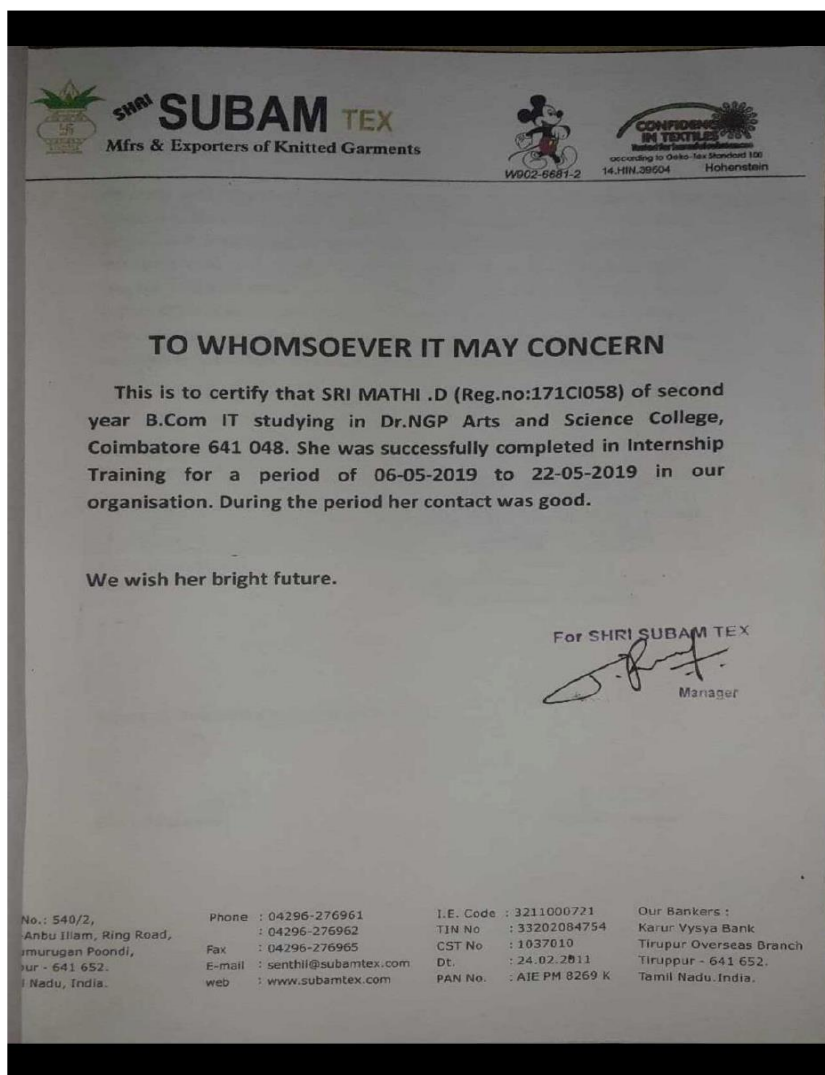 SHRI SUBAM TEX
Mfrs & Exporters of Knitted Garments
W902-6681-2
CONFIDENCE
IN TEXTILES
according to Oeko-Tex Standard 100
14.HIN.39604 Hohenstein
TO WHOMSOEVER IT MAY CONCERN
This is to certify that SRI MATHI .D (Reg.no:171CI058) of second
year B.Com IT studying in Dr.NGP Arts and Science College,
Coimbatore 641 048. She was successfully completed in Internship
Training for a period of 06-05-2019 to 22-05-2019 in our
organisation. During the period her contact was good.
We wish her bright future.
For SHRI SUBAM TEX
Manager
No.: 540/2,
Anbu Illam, Ring Road,
murugan Poondi,
ur - 641 652.
Nadu, India.
Phone : 04296-276961
: 04296-276962
Fax : 04296-276965
E-mail : senthil@subamtex.com
web : www.subamtex.com
I.E. Code : 3211000721
TIN No : 33202084754
CST No : 1037010
Dt. : 24.02.2011
PAN No. : AIE PM 8269 K
Our Bankers :
Karur Vysya Bank
Tirupur Overseas Branch
Tiruppur - 641 652.
Tamil Nadu.India.